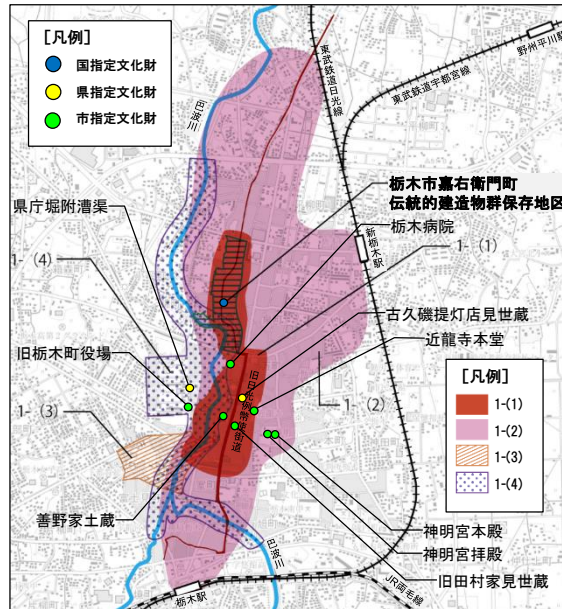 [凡例]
国指定文化財
県指定文化財
市指定文化財
巴波川
東武鉄道日光線
東武鉄道宇都宮線
野州平川駅
県庁堀附漕渠
栃木市嘉右衛門町
伝統的建造物群保存地区
栃木病院
1-（4）
1-（1）
新栃木駅
古久磯提灯店見世蔵
旧栃木町役場
近龍寺本堂
旧日光例幣使街道
1-（3）
1-（2）
[凡例]
1-(1)
1-(2)
1-(3)
1-(4)
善野家土蔵
神明宮本殿
神明宮拝殿
旧田村家見世蔵
巴波川
栃木駅
JR両毛線